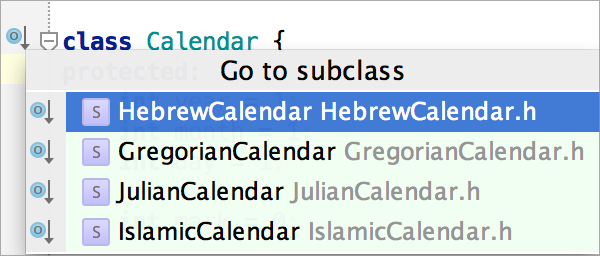 class Calendar {
protected:
Go to subclass
S HebrewCalendar HebrewCalendar.h
S GregorianCalendar GregorianCalendar.h
S JulianCalendar JulianCalendar.h
S IslamicCalendar IslamicCalendar.h